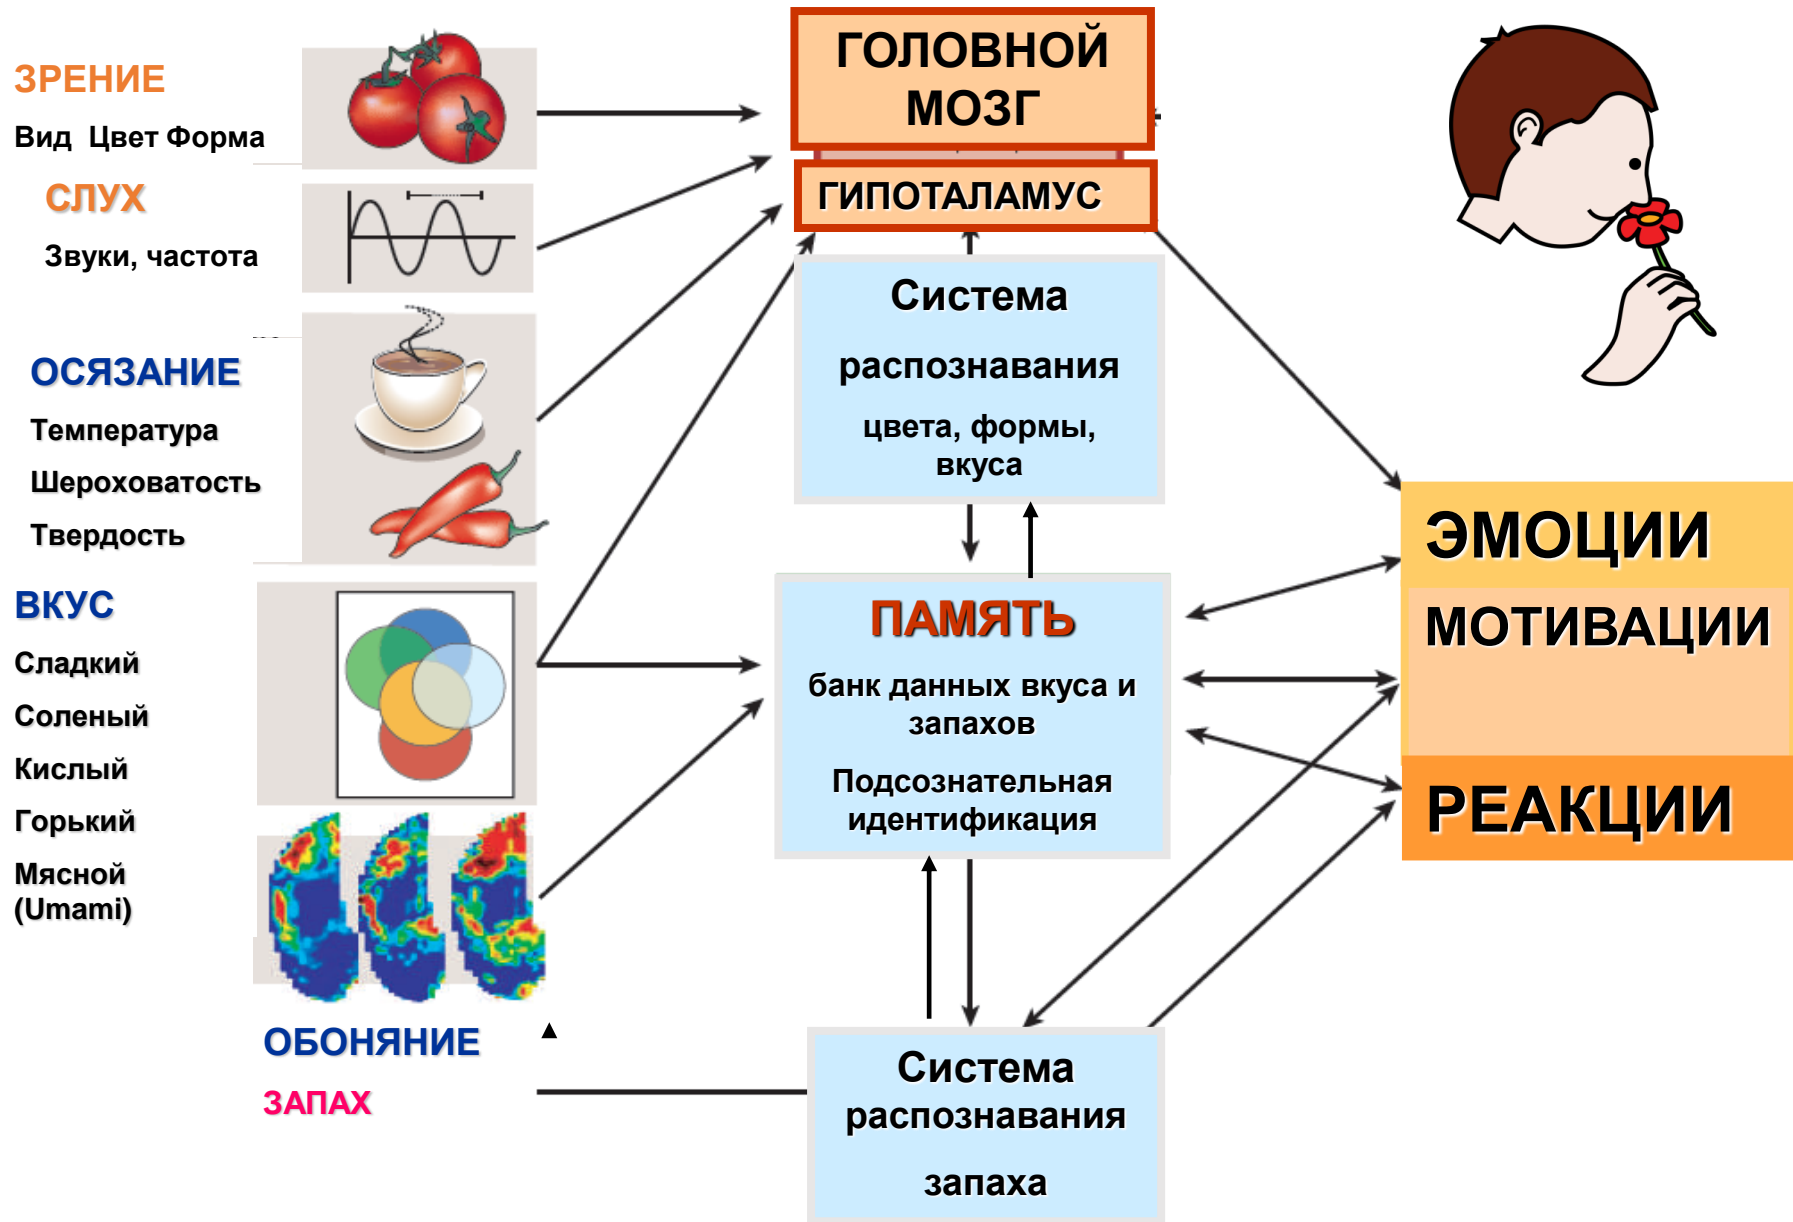 ЗРЕНИЕ
Вид Цвет Форма
СЛУХ
Звуки, частота
ОСЯЗАНИЕ
Температура
Шероховатость
Твердость
ВКУС
Сладкий
Соленый
Кислый
Горький
Мясной
(Umami)
ОБОНЯНИЕ
ЗАПАХ
ГОЛОВНОЙ
МОЗГ
ГИПОТАЛАМУС
Система
распознавания
цвета, формы,
вкуса
ПАМЯТЬ
банк данных вкуса и
запахов
Подсознательная
идентификация
Система
распознавания
запаха
ЭМОЦИИ
МОТИВАЦИИ
РЕАКЦИИ